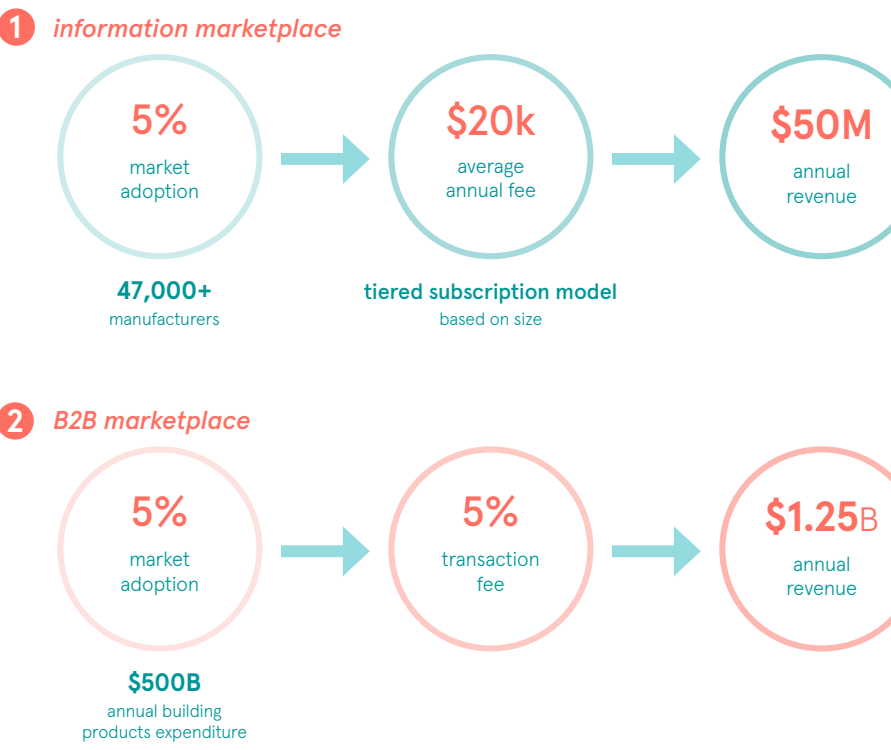 1 information marketplace
5%
market
adoption
$20k
average
annual fee
$50M
annual
revenue
47,000+
manufacturers
tiered subscription model
based on size
2 B2B marketplace
5%
market
adoption
5%
transaction
fee
$1.25B
annual
revenue
$500B
annual building
products expenditure